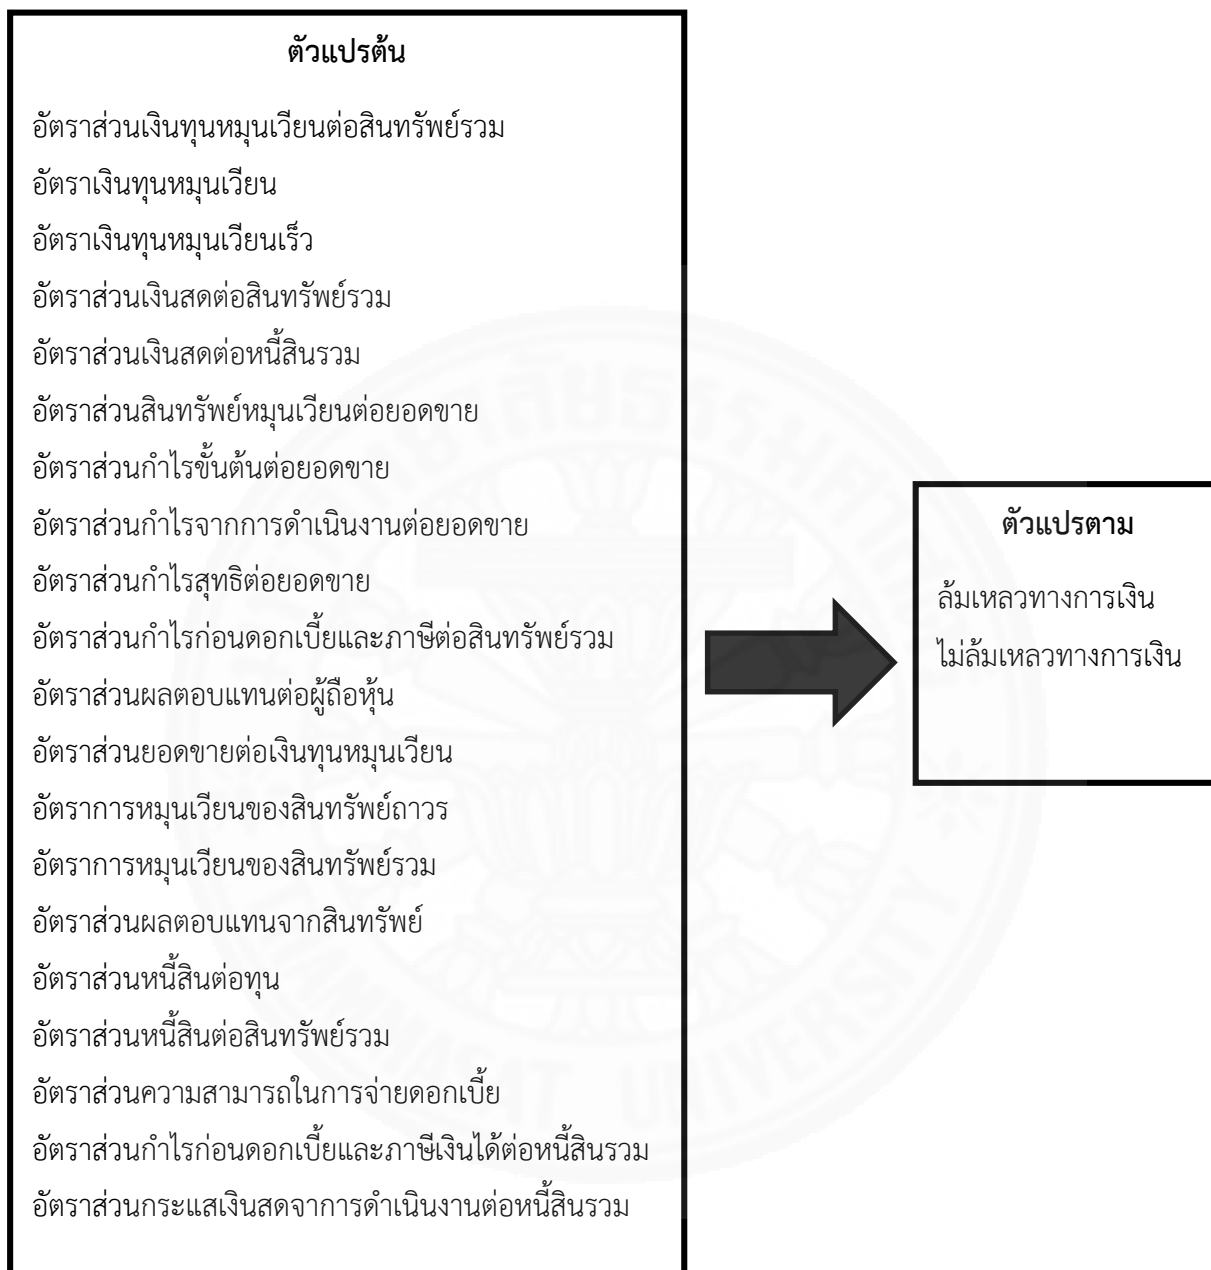 ตัวแปรต้น
อัตราส่วนเงินทุนหมุนเวียนต่อสินทรัพย์รวม
อัตราเงินทุนหมุนเวียน
อัตราเงินทุนหมุนเวียนเร็ว
อัตราส่วนเงินสดต่อสินทรัพย์รวม
อัตราส่วนเงินสดต่อหนี้สินรวม
อัตราส่วนสินทรัพย์หมุนเวียนต่อยอดขาย
อัตราส่วนกำไรขั้นต้นต่อยอดขาย
อัตราส่วนกำไรจากการดำเนินงานต่อยอดขาย
อัตราส่วนกำไรสุทธิต่อยอดขาย
อัตราส่วนกำไรก่อนดอกเบี้ยและภาษีต่อสินทรัพย์รวม
อัตราส่วนผลตอบแทนต่อผู้ถือหุ้น
อัตราส่วนยอดขายต่อเงินทุนหมุนเวียน
อัตราการหมุนเวียนของสินทรัพย์ถาวร
อัตราการหมุนเวียนของสินทรัพย์รวม
อัตราส่วนผลตอบแทนจากสินทรัพย์
อัตราส่วนหนี้สินต่อทุน
อัตราส่วนหนี้สินต่อสินทรัพย์รวม
อัตราส่วนความสามารถในการจ่ายดอกเบี้ย
อัตราส่วนกำไรก่อนดอกเบี้ยและภาษีเงินได้ต่อหนี้สินรวม
อัตราส่วนกระแสเงินสดจาการดำเนินงานต่อหนี้สินรวม
ตัวแปรตาม
ล้มเหลวทางการเงิน
ไม่ล้มเหลวทางการเงิน